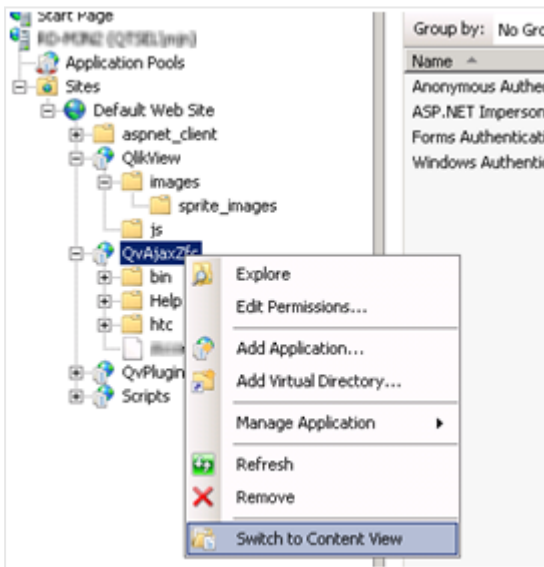 Start Page
Application Pools
Sites
Default Web Site
aspnet_client
QlikView
images
sprite_images
js
QvAjaxZfc
bin
Help
htc
QvPlugin
Scripts
Explore
Edit Permissions...
Add Application...
Add Virtual Directory...
Manage Application
Refresh
Remove
Switch to Content View
Group by: No Gro
Name
Anonymous Authe
ASP.NET Imperson
Forms Authenticati
Windows Authentic